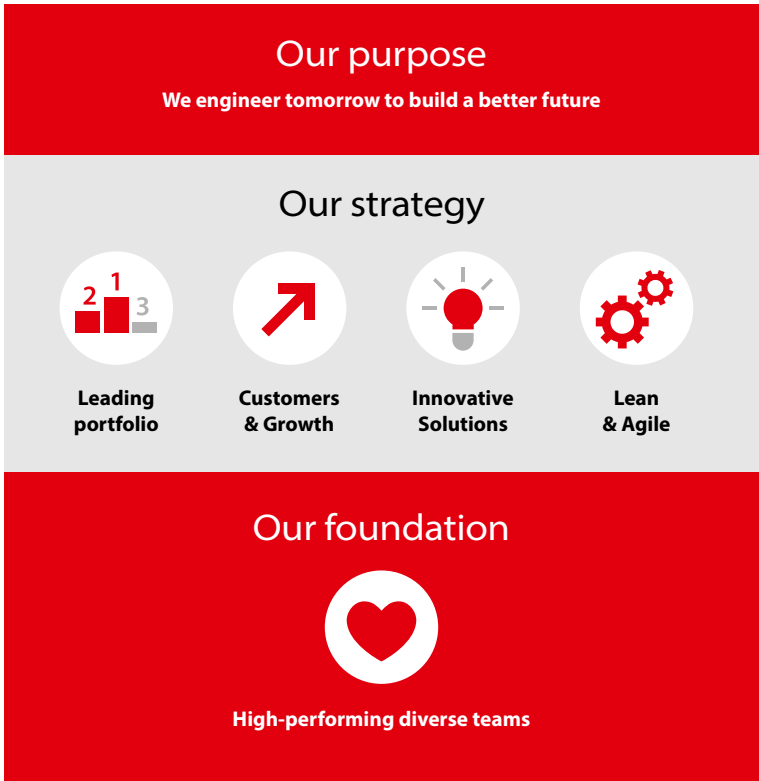 Our purpose
We engineer tomorrow to build a better future
Our strategy
2 1 3
Leading
portfolio
Customers
& Growth
Innovative
Solutions
Lean
& Agile
Our foundation
High-performing diverse teams